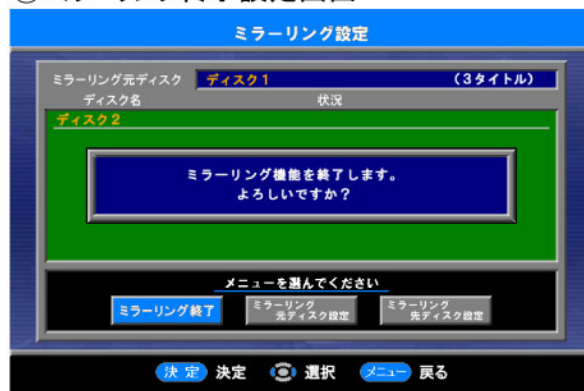 ミラーリング設定
ミラーリング元ディスク ディスク1 (3タイトル)
ディスク名 状況
ディスク2
ミラーリング機能を終了します。
よろしいですか?
メニューを選んでください
ミラーリング終了
ミラーリング
元ディスク設定
ミラーリング
先ディスク設定
決定 決定 選択 メニュー 戻る